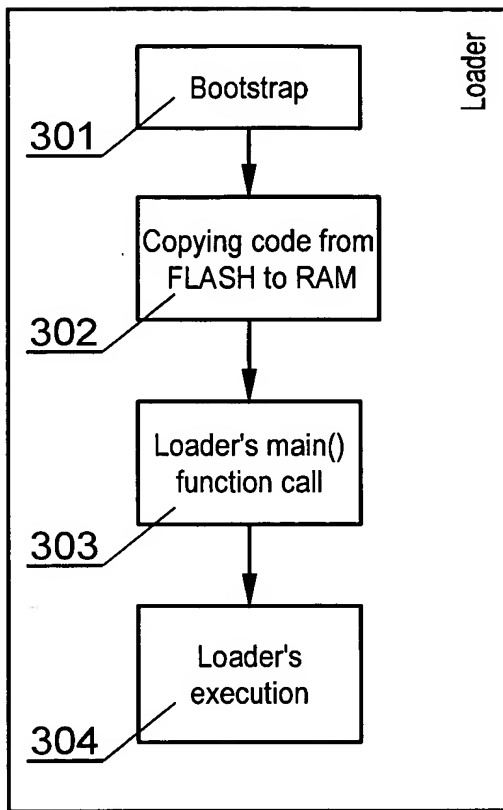 Loader
Bootstrap
301
Copying code from
FLASH to RAM
302
Loader's main()
function call
303
Loader's
execution
304